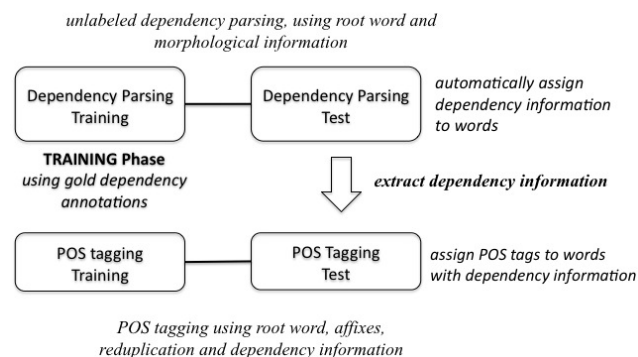 unlabeled dependency parsing, using root word and
morphological information
Dependency Parsing
Training
Dependency Parsing
Test
automatically assign
dependency information
to words
TRAINING Phase
using gold dependency
annotations
extract dependency information
POS tagging
Training
POS Tagging
Test
assign POS tags to words
with dependency information
POS tagging using root word, affixes,
reduplication and dependency information